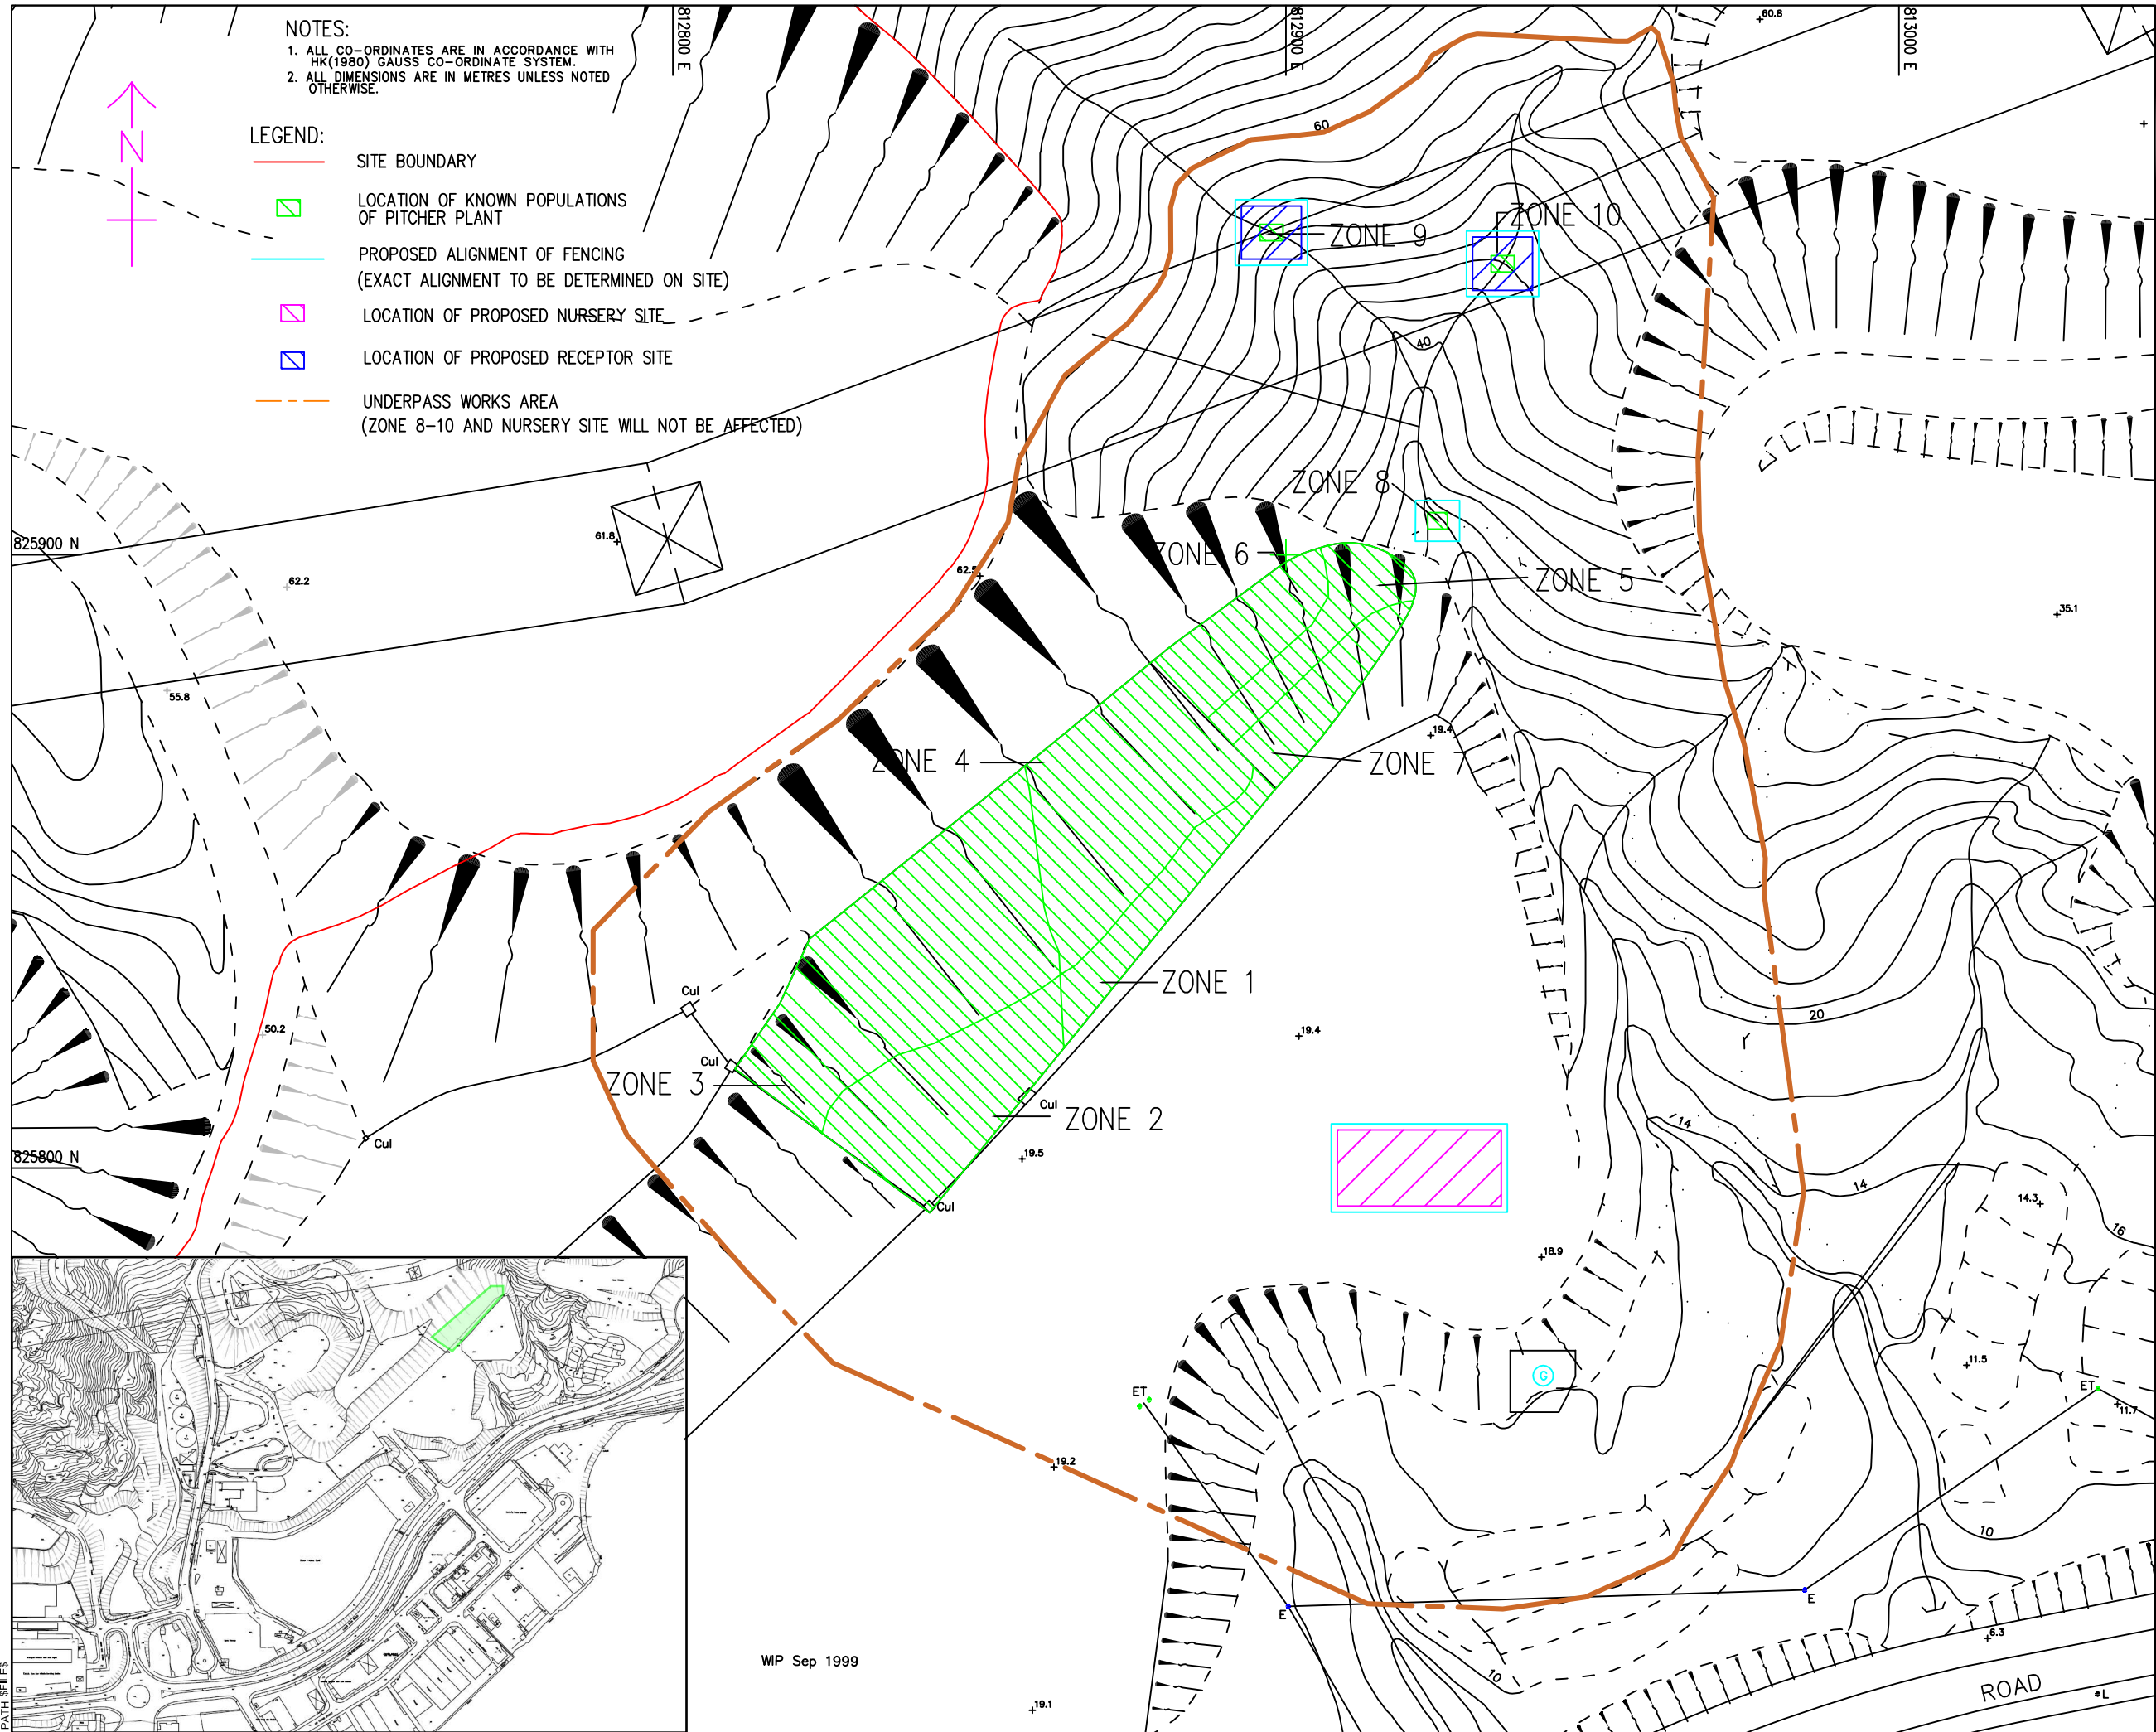 NOTES:
1. ALL CO-ORDINATES ARE IN ACCORDANCE WITH
HK(1980) GAUSS CO-ORDINATE SYSTEM.
2. ALL DIMENSIONS ARE IN METRES UNLESS NOTED
OTHERWISE.
N
LEGEND:
SITE BOUNDARY
LOCATION OF KNOWN POPULATIONS
OF PITCHER PLANT
PROPOSED ALIGNMENT OF FENCING
(EXACT ALIGNMENT TO BE DETERMINED ON SITE)
LOCATION OF PROPOSED NURSERY SITE
LOCATION OF PROPOSED RECEPTOR SITE
UNDERPASS WORKS AREA
(ZONE 8-10 AND NURSERY SITE WILL NOT BE AFFECTED)
812800 E
812900 E
813000 E
60.8
60
ZONE 10
ZONE 9
40
ZONE 8
61.8
825900 N
ZONE 6
62.5
62.2
ZONE 5
35.1
55.8
19.4
ZONE 4
ZONE 7
ZONE 1
Cul
20
50.2
19.4
Cul
ZONE 3
Cul
ZONE 2
14
Cul
825800 N
19.5
14
14.3
Cul
16
18.9
11.5
G
ET
ET
11.7
19.2
10
E
E
6.3
WIP Sep 1999
10
ROAD
L
19.1
PATH $FILES